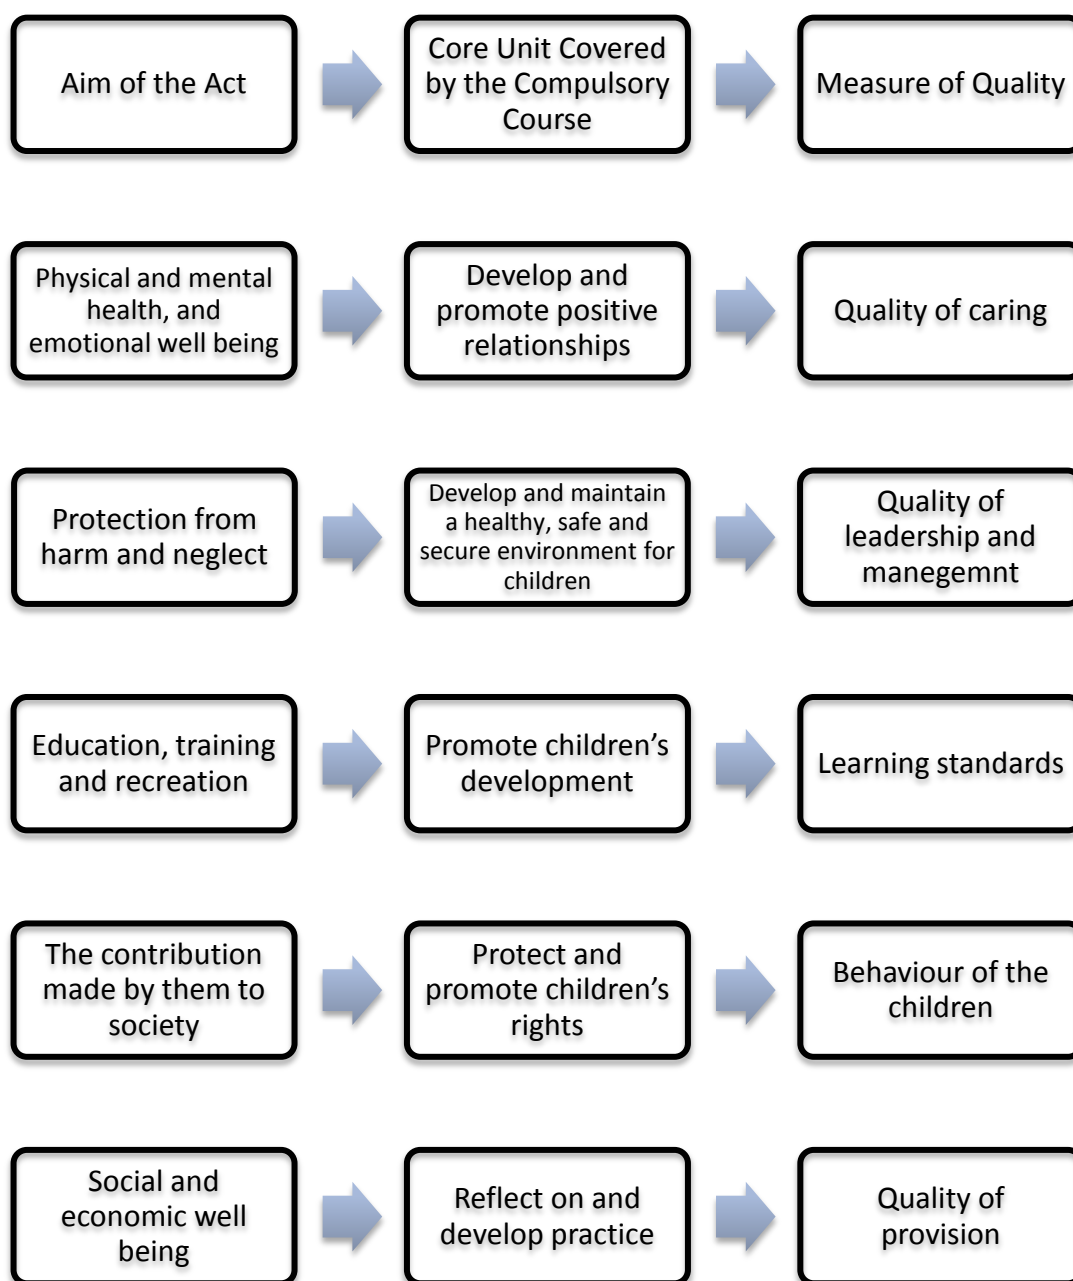 Aim of the Act
Core Unit Covered
by the Compulsory
Course
Measure of Quality
Physical and mental
health, and
emotional well being
Develop and
promote positive
relationships
Quality of caring
Protection from
harm and neglect
Develop and maintain
a healthy, safe and
secure environment for
children
Quality of
leadership and
manegemnt
Education, training
and recreation
Promote children’s
development
Learning standards
The contribution
made by them to
society
Protect and
promote children’s
rights
Behaviour of the
children
Social and
economic well
being
Reflect on and
develop practice
Quality of
provision